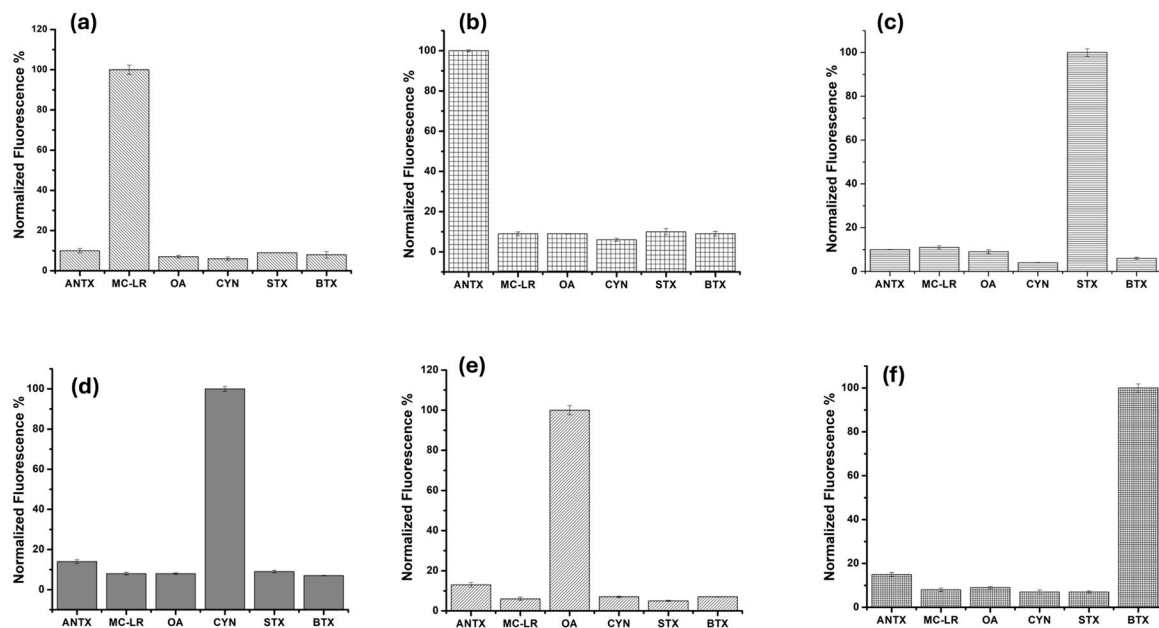 (a)
Normalized Fluorescence %
120
100
80
60
40
20
0
ANTX MC-LR OA CYN STX BTX
(b)
Normalized Fluorescence %
100
80
60
40
20
0
ANTX MC-LR OA CYN STX BTX
(c)
Normalized Fluorescence %
100
80
60
40
20
0
ANTX MC-LR OA CYN STX BTX
(d)
Normalized Fluorescence %
100
80
60
40
20
0
ANTX MC-LR OA CYN STX BTX
(e)
Normalized Fluorescence %
120
100
80
60
40
20
0
ANTX MC-LR OA CYN STX BTX
(f)
Normalized Fluorescence %
100
80
60
40
20
0
ANTX MC-LR OA CYN STX BTX